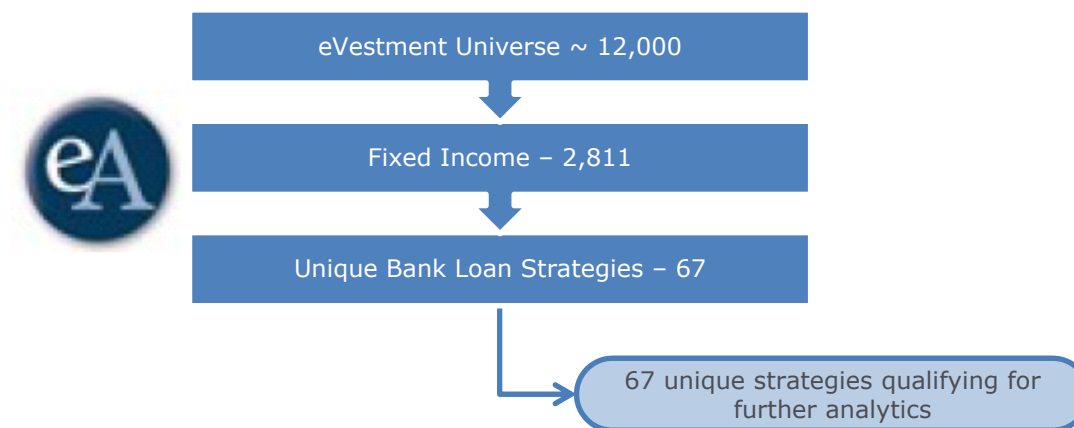 eVestment Universe ~ 12,000
eA
Fixed Income – 2,811
Unique Bank Loan Strategies – 67
67 unique strategies qualifying for
further analytics